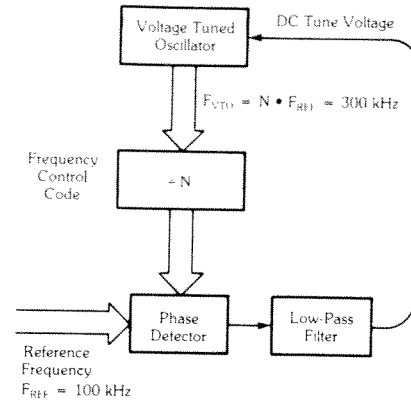 Voltage Tuned
Oscillator
DC Tune Voltage
F_VTO = N • F_REF = 300 kHz
Frequency
Control
Code
÷ N
Phase
Detector
Low-Pass
Filter
Reference
Frequency
F_REF = 100 kHz